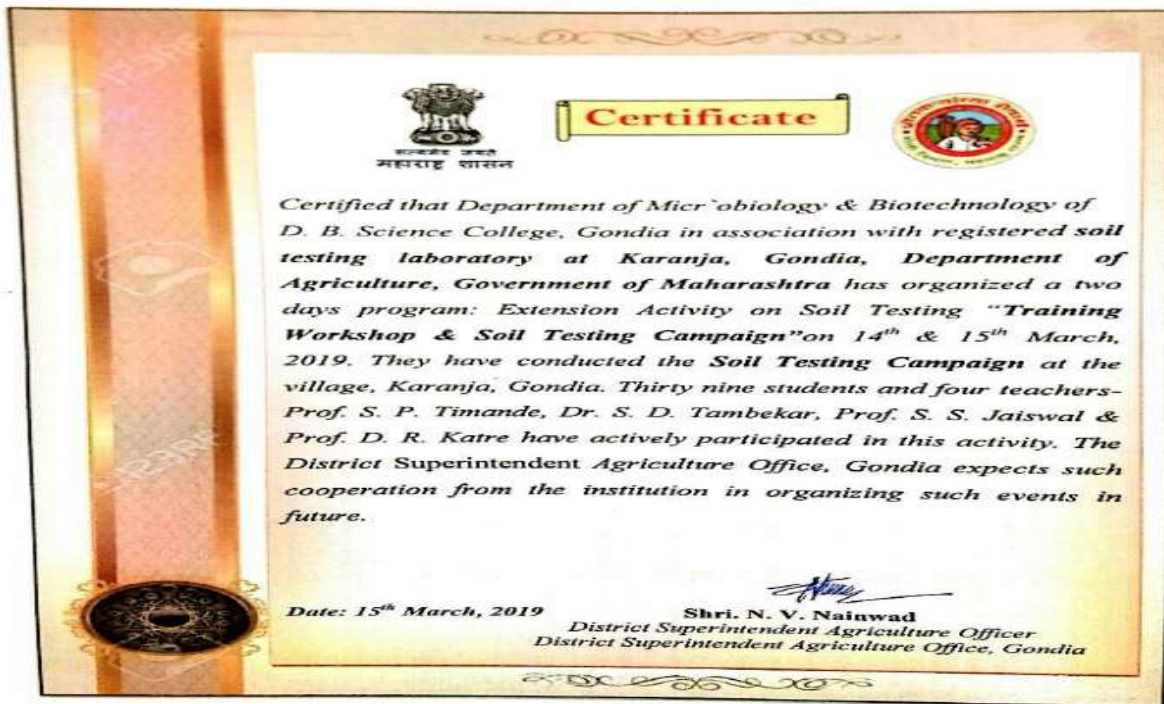 Certificate
सत्यमेव जयते
महाराष्ट्र शासन
Certified that Department of Micr`obiology & Biotechnology of
D. B. Science College, Gondia in association with registered soil
testing laboratory at Karanja, Gondia, Department of
Agriculture, Government of Maharashtra has organized a two
days program: Extension Activity on Soil Testing "Training
Workshop & Soil Testing Campaign"on 14th & 15th March,
2019. They have conducted the Soil Testing Campaign at the
village, Karanja, Gondia. Thirty nine students and four teachers-
Prof. S. P. Timande, Dr. S. D. Tambekar, Prof. S. S. Jaiswal &
Prof. D. R. Katre have actively participated in this activity. The
District Superintendent Agriculture Office, Gondia expects such
cooperation from the institution in organizing such events in
future.
Date: 15th March, 2019
Shri. N. V. Nainwad
District Superintendent Agriculture Officer
District Superintendent Agriculture Office, Gondia
123RF